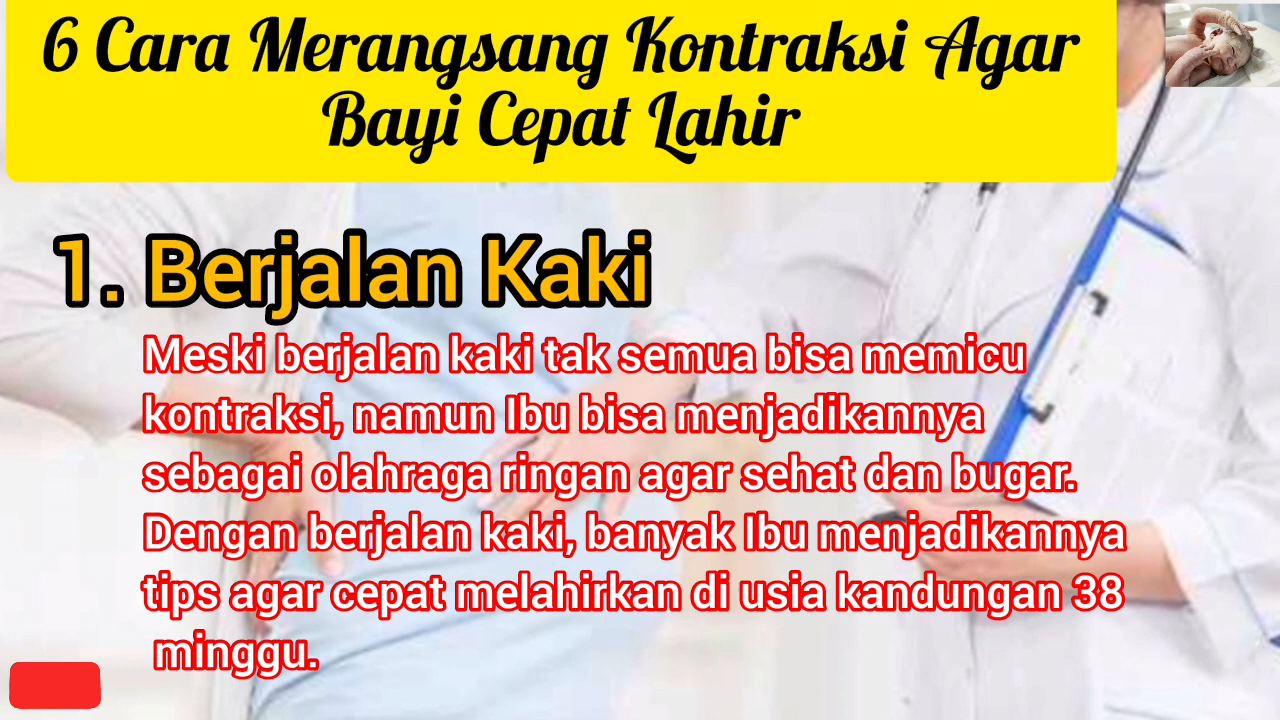 6 Cara Merangsang Kontraksi Agar
Bayi Cepat Lahir
1. Berjalan Kaki
Meski berjalan kaki tak semua bisa memicu
kontraksi, namun Ibu bisa menjadikannya
sebagai olahraga ringan agar sehat dan bugar.
Dengan berjalan kaki, banyak Ibu menjadikannya
tips agar cepat melahirkan di usia kandungan 38
minggu.